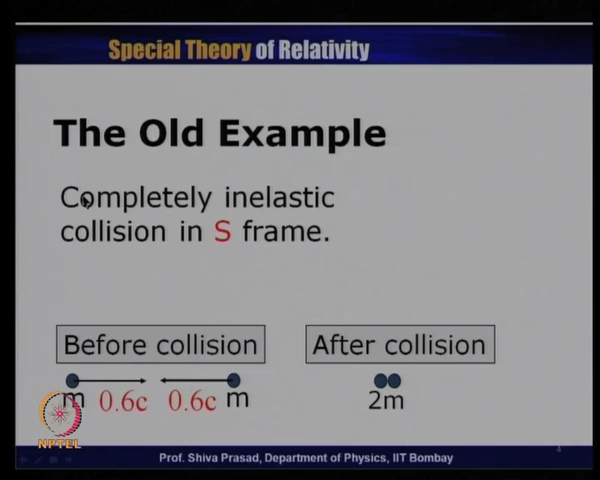 Special Theory of Relativity
The Old Example
Completely inelastic
collision in S frame.
Before collision
After collision
m 0.6c 0.6c m
2m
NPTEL
Prof. Shiva Prasad, Department of Physics, IIT Bombay
4